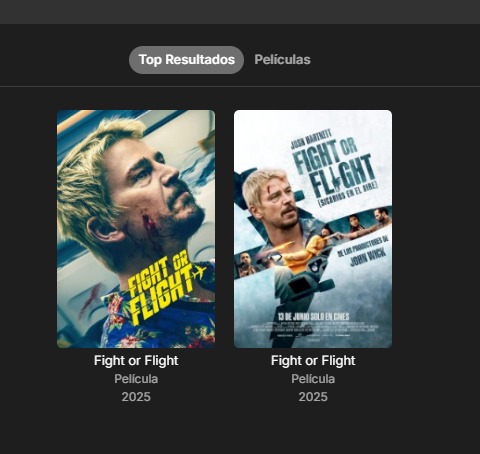 Top Resultados Películas
FIGHT OR
FLIGHT
JOSH HARTNETT
FIGHT OR
FLIGHT
(SICARIOS EN EL AIRE)
DE LOS PRODUCTORES DE
JOHN WICK
13 DE JUNIO SOLO EN CINES
Fight or Flight
Película
2025
Fight or Flight
Película
2025